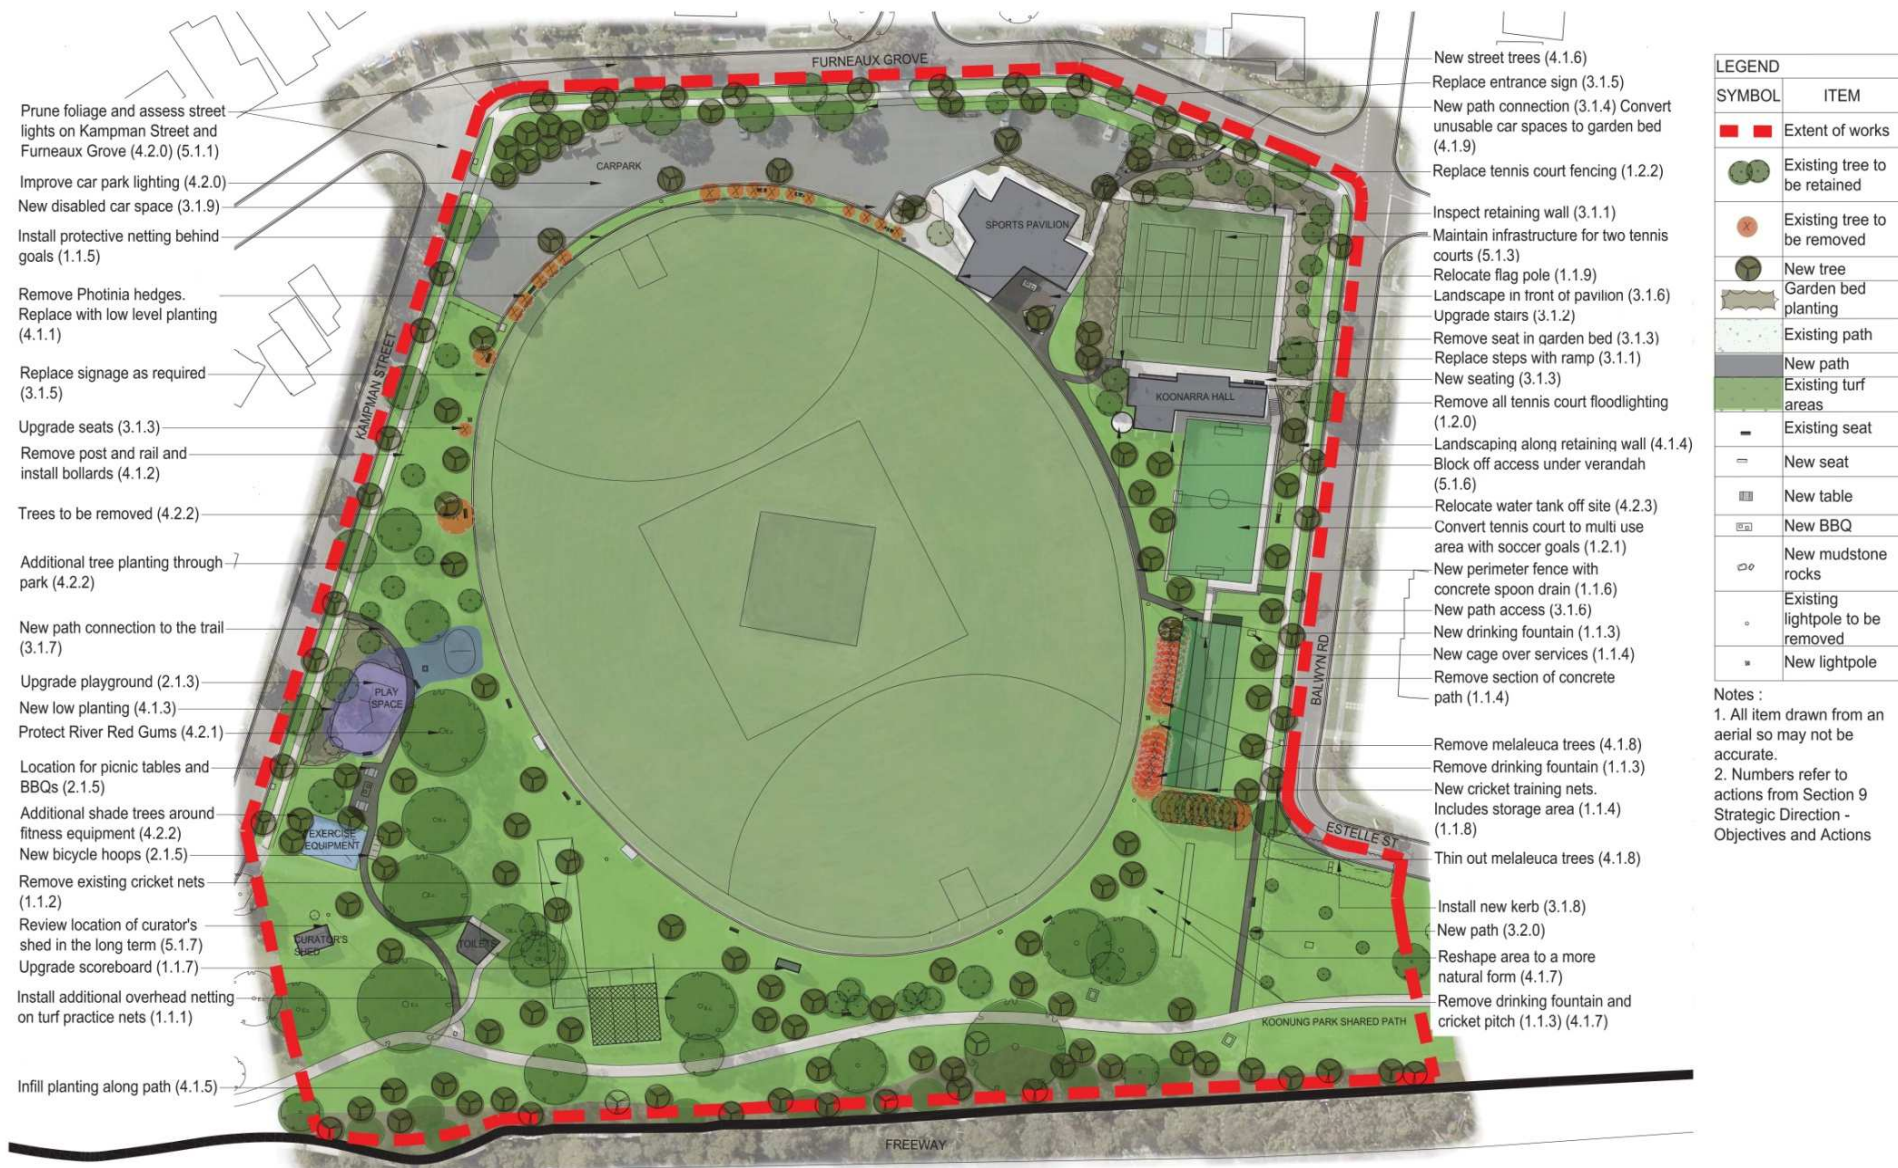 Prune foliage and assess street
lights on Kampman Street and
Furneaux Grove (4.2.0) (5.1.1)
Improve car park lighting (4.2.0)
New disabled car space (3.1.9)
Install protective netting behind
goals (1.1.5)
Remove Photinia hedges.
Replace with low level planting
(4.1.1)
Replace signage as required
(3.1.5)
Upgrade seats (3.1.3)
Remove post and rail and
install bollards (4.1.2)
Trees to be removed (4.2.2)
Additional tree planting through
park (4.2.2)
New path connection to the trail
(3.1.7)
Upgrade playground (2.1.3)
New low planting (4.1.3)
Protect River Red Gums (4.2.1)
Location for picnic tables and
BBQs (2.1.5)
Additional shade trees around
fitness equipment (4.2.2)
New bicycle hoops (2.1.5)
Remove existing cricket nets
(1.1.2)
Review location of curator's
shed in the long term (5.1.7)
Upgrade scoreboard (1.1.7)
Install additional overhead netting
on turf practice nets (1.1.1)
Infill planting along path (4.1.5)
FURNEAUX GROVE
CARPARK
SPORTS PAVILION
KAMPMAN STREET
KOONARRA HALL
BALWYN RD
PLAY
SPACE
EXERCISE
EQUIPMENT
ESTELLE ST
CURATOR'S
SHED
TOILETS
KOONUNG PARK SHARED PATH
FREEWAY
New street trees (4.1.6)
Replace entrance sign (3.1.5)
New path connection (3.1.4) Convert
unusable car spaces to garden bed
(4.1.9)
Replace tennis court fencing (1.2.2)
Inspect retaining wall (3.1.1)
Maintain infrastructure for two tennis
courts (5.1.3)
Relocate flag pole (1.1.9)
Landscape in front of pavilion (3.1.6)
Upgrade stairs (3.1.2)
Remove seat in garden bed (3.1.3)
Replace steps with ramp (3.1.1)
New seating (3.1.3)
Remove all tennis court floodlighting
(1.2.0)
Landscaping along retaining wall (4.1.4)
Block off access under verandah
(5.1.6)
Relocate water tank off site (4.2.3)
Convert tennis court to multi use
area with soccer goals (1.2.1)
New perimeter fence with
concrete spoon drain (1.1.6)
New path access (3.1.6)
New drinking fountain (1.1.3)
New cage over services (1.1.4)
Remove section of concrete
path (1.1.4)
Remove melaleuca trees (4.1.8)
Remove drinking fountain (1.1.3)
New cricket training nets.
Includes storage area (1.1.4)
(1.1.8)
Thin out melaleuca trees (4.1.8)
Install new kerb (3.1.8)
New path (3.2.0)
Reshape area to a more
natural form (4.1.7)
Remove drinking fountain and
cricket pitch (1.1.3) (4.1.7)
LEGEND
SYMBOL ITEM
Extent of works
Existing tree to
be retained
Existing tree to
be removed
New tree
Garden bed
planting
Existing path
New path
Existing turf
areas
Existing seat
New seat
New table
New BBQ
New mudstone
rocks
Existing
lightpole to be
removed
New lightpole
Notes :
1. All item drawn from an
aerial so may not be
accurate.
2. Numbers refer to
actions from Section 9
Strategic Direction -
Objectives and Actions